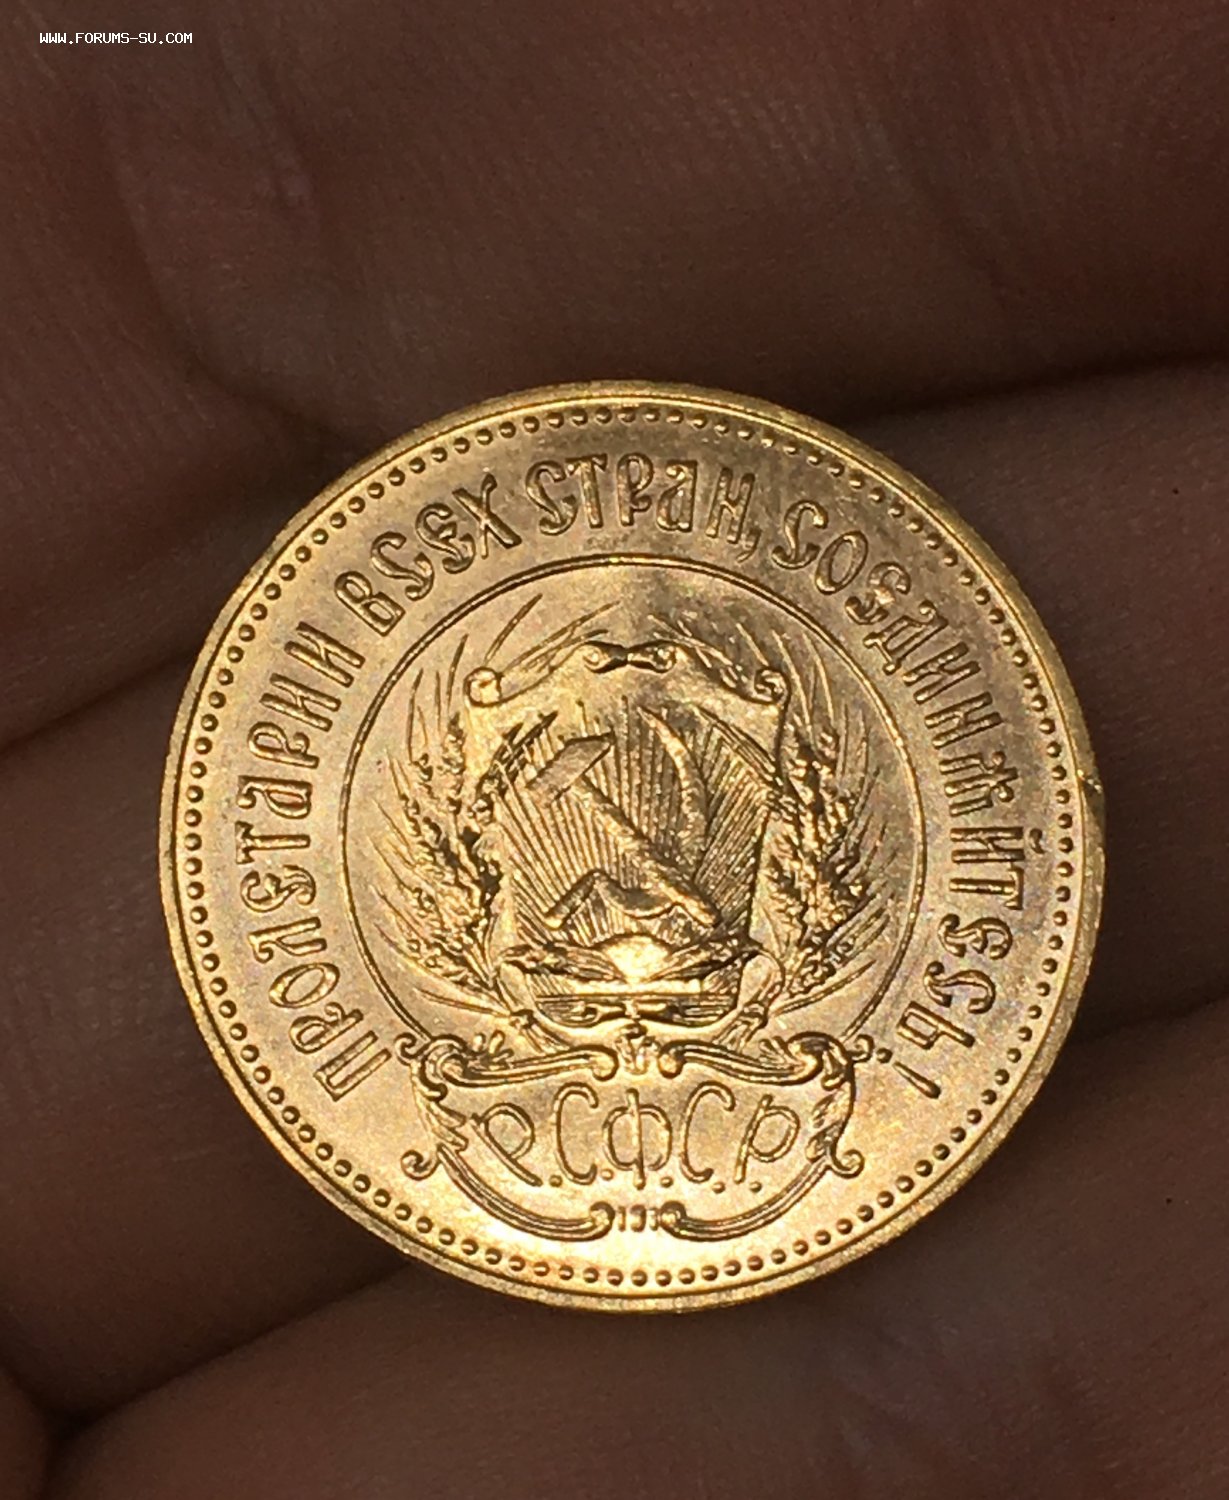 WWW.FORUMS-SU.COM
ПРОЛЕТАРИИ ВСЕХ СТРАН, СОЕДИНЯЙТЕСЬ!
Р.С.Ф.С.Р.